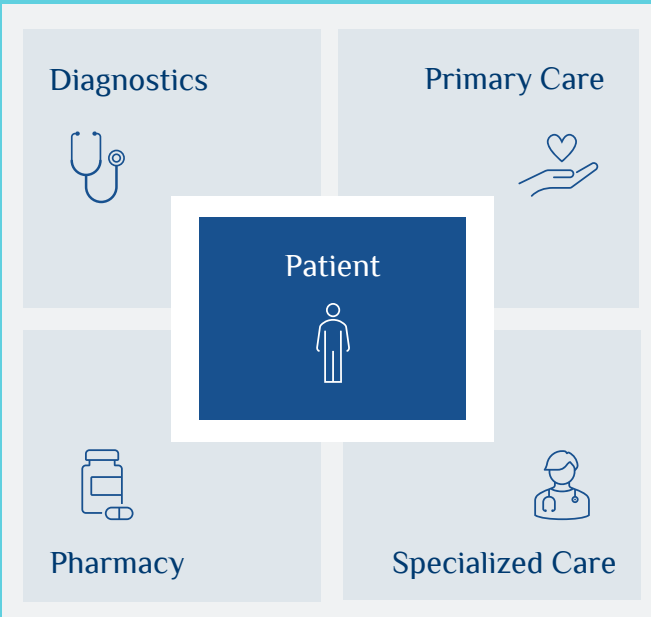 Diagnostics
Primary Care
Patient
Pharmacy
Specialized Care